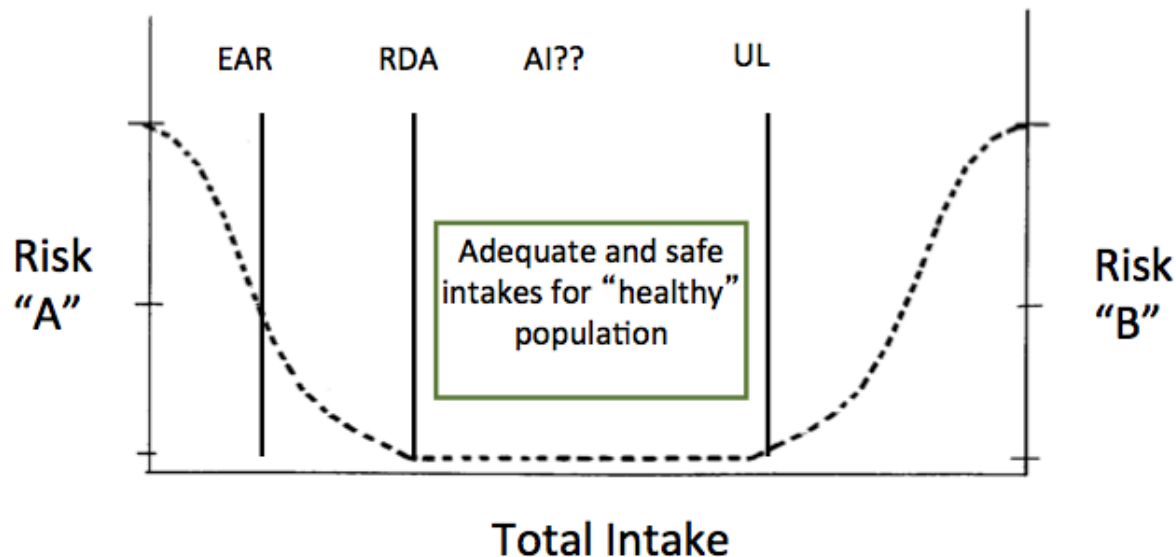 EAR RDA AI?? UL
Adequate and safe
intakes for “healthy”
population
Risk
“A”
Risk
“B”
Total Intake